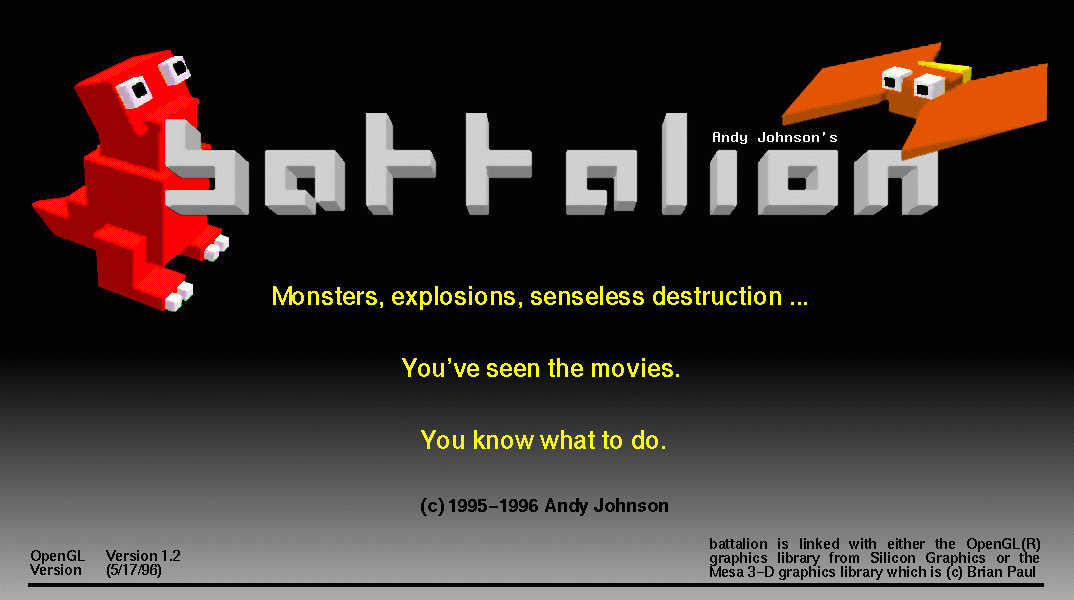 Andy Johnson's
battalion
Monsters, explosions, senseless destruction ...
You've seen the movies.
You know what to do.
(c) 1995-1996 Andy Johnson
OpenGL Version 1.2
Version (5/17/96)
battalion is linked with either the OpenGL(R)
graphics library from Silicon Graphics or the
Mesa 3-D graphics library which is (c) Brian Paul